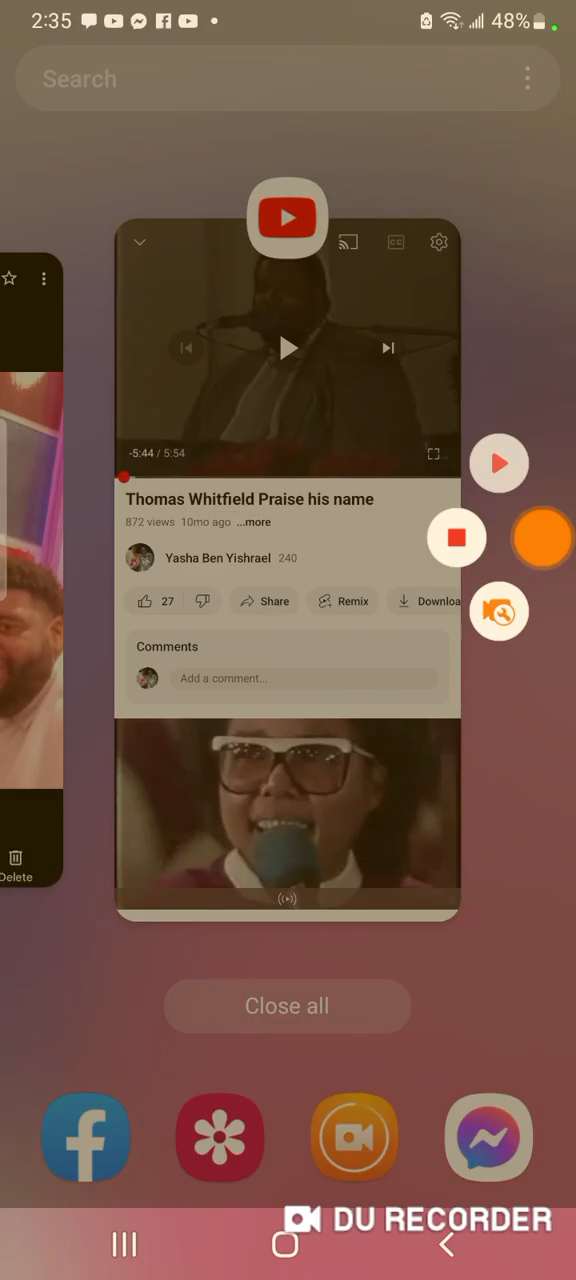 2:35
48%
Search
-5:44 / 5:54
CC
Thomas Whitfield Praise his name
872 views 10mo ago ...more
Yasha Ben Yishrael 240
27 Share Remix Downloa
Comments
Add a comment...
Delete
Close all
DU RECORDER